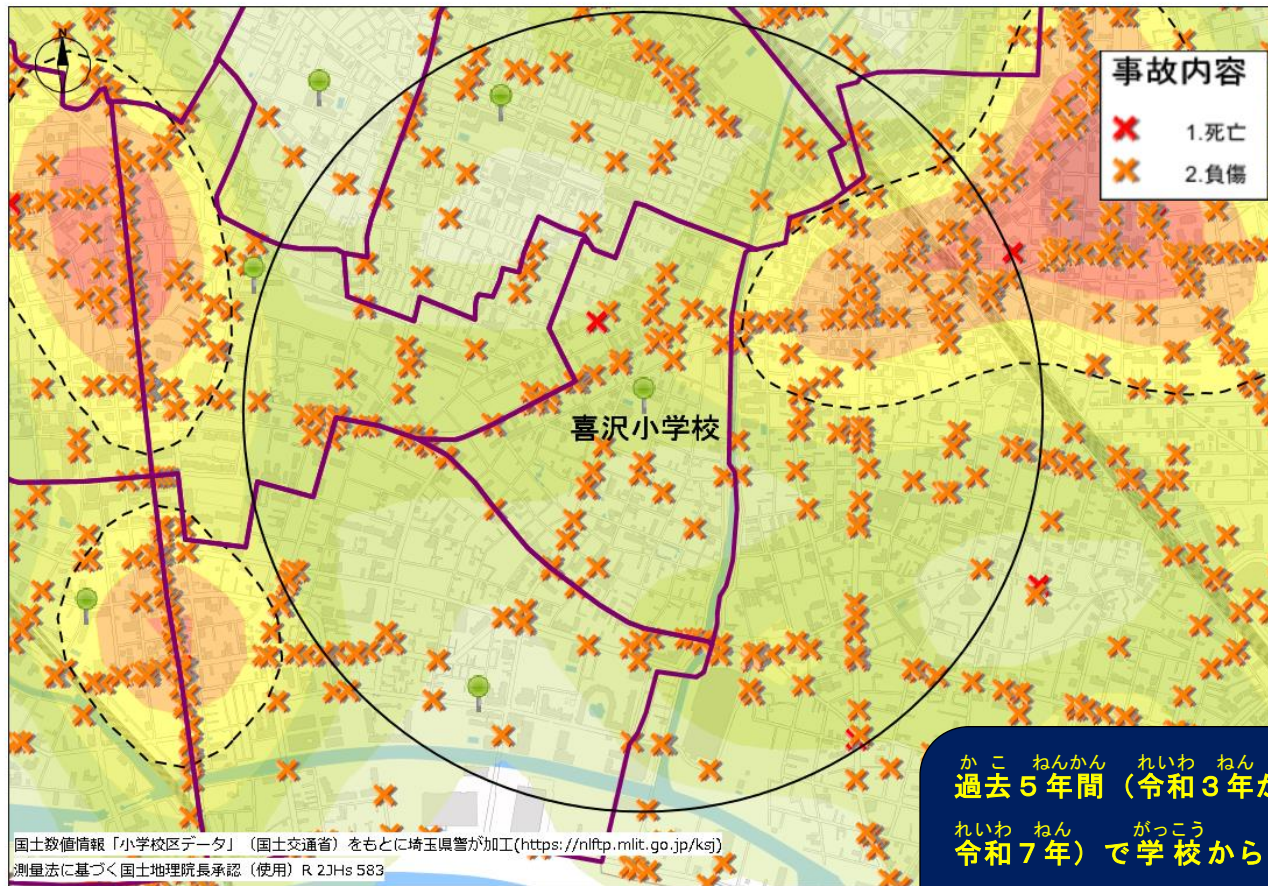 N
事故内容
1.死亡
2.負傷
喜沢小学校
かこ ねんかん れいわ ねん
過去5年間（令和3年か
れいわ ねん がっこう
令和7年）で学校から
国土数値情報「小学校区データ」（国土交通省）をもとに埼玉県警が加工(https://nlftp.mlit.go.jp/ksj)
測量法に基づく国土地理院長承認（使用）R 2JHs 583